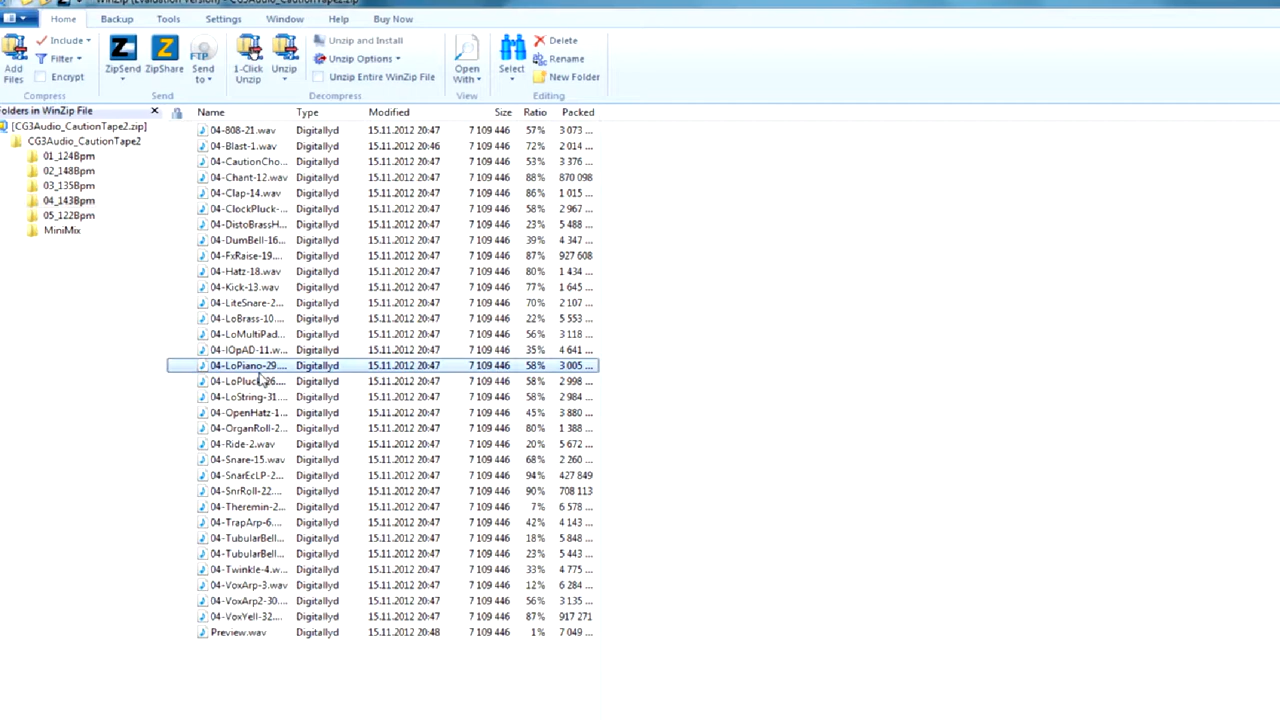 WinZip (Evaluation Version) - CG3Audio_CautionTape2.zip
Home Backup Tools Settings Window Help Buy Now
Add Files
Include
Filter
Encrypt
Compress
ZipSend ZipShare Send to
Send
1-Click Unzip Unzip
Unzip and Install
Unzip Options
Unzip Entire WinZip File
Decompress
Open With
View
Select
Delete
Rename
New Folder
Editing
Folders in WinZip File
[CG3Audio_CautionTape2.zip]
CG3Audio_CautionTape2
01_124Bpm
02_148Bpm
03_135Bpm
04_143Bpm
05_122Bpm
MiniMix
Name Type Modified Size Ratio Packed
04-808-21.wav Digitallyd 15.11.2012 20:47 7 109 446 57% 3 073 ...
04-Blast-1.wav Digitallyd 15.11.2012 20:46 7 109 446 72% 2 014 ...
04-CautionCho... Digitallyd 15.11.2012 20:47 7 109 446 53% 3 376 ...
04-Chant-12.wav Digitallyd 15.11.2012 20:47 7 109 446 88% 870 098
04-Clap-14.wav Digitallyd 15.11.2012 20:47 7 109 446 86% 1 015 ...
04-ClockPluck-... Digitallyd 15.11.2012 20:47 7 109 446 58% 2 967 ...
04-DistoBrassH... Digitallyd 15.11.2012 20:47 7 109 446 23% 5 488 ...
04-DumBell-16... Digitallyd 15.11.2012 20:47 7 109 446 39% 4 347 ...
04-FxRaise-19.... Digitallyd 15.11.2012 20:47 7 109 446 87% 927 608
04-Hatz-18.wav Digitallyd 15.11.2012 20:47 7 109 446 80% 1 434 ...
04-Kick-13.wav Digitallyd 15.11.2012 20:47 7 109 446 77% 1 645 ...
04-LiteSnare-2... Digitallyd 15.11.2012 20:47 7 109 446 70% 2 107 ...
04-LoBrass-10.... Digitallyd 15.11.2012 20:47 7 109 446 22% 5 553 ...
04-LoMultiPad... Digitallyd 15.11.2012 20:47 7 109 446 56% 3 118 ...
04-lOpAD-11.w... Digitallyd 15.11.2012 20:47 7 109 446 35% 4 641 ...
04-LoPiano-29.... Digitallyd 15.11.2012 20:47 7 109 446 58% 3 005 ...
04-LoPluck-26.... Digitallyd 15.11.2012 20:47 7 109 446 58% 2 998 ...
04-LoString-31.... Digitallyd 15.11.2012 20:47 7 109 446 58% 2 984 ...
04-OpenHatz-1... Digitallyd 15.11.2012 20:47 7 109 446 45% 3 880 ...
04-OrganRoll-2... Digitallyd 15.11.2012 20:47 7 109 446 80% 1 388 ...
04-Ride-2.wav Digitallyd 15.11.2012 20:47 7 109 446 20% 5 672 ...
04-Snare-15.wav Digitallyd 15.11.2012 20:47 7 109 446 68% 2 260 ...
04-SnarEcLP-2... Digitallyd 15.11.2012 20:47 7 109 446 94% 427 849
04-SnrRoll-22.... Digitallyd 15.11.2012 20:47 7 109 446 90% 708 113
04-Theremin-2... Digitallyd 15.11.2012 20:47 7 109 446 7% 6 578 ...
04-TrapArp-6.... Digitallyd 15.11.2012 20:47 7 109 446 42% 4 143 ...
04-TubularBell... Digitallyd 15.11.2012 20:47 7 109 446 18% 5 848 ...
04-TubularBell... Digitallyd 15.11.2012 20:47 7 109 446 23% 5 443 ...
04-Twinkle-4.w... Digitallyd 15.11.2012 20:47 7 109 446 33% 4 775 ...
04-VoxArp-3.wav Digitallyd 15.11.2012 20:47 7 109 446 12% 6 284 ...
04-VoxArp2-30.... Digitallyd 15.11.2012 20:47 7 109 446 56% 3 135 ...
04-VoxYell-32.... Digitallyd 15.11.2012 20:47 7 109 446 87% 917 271
Preview.wav Digitallyd 15.11.2012 20:48 7 109 446 1% 7 049 ...